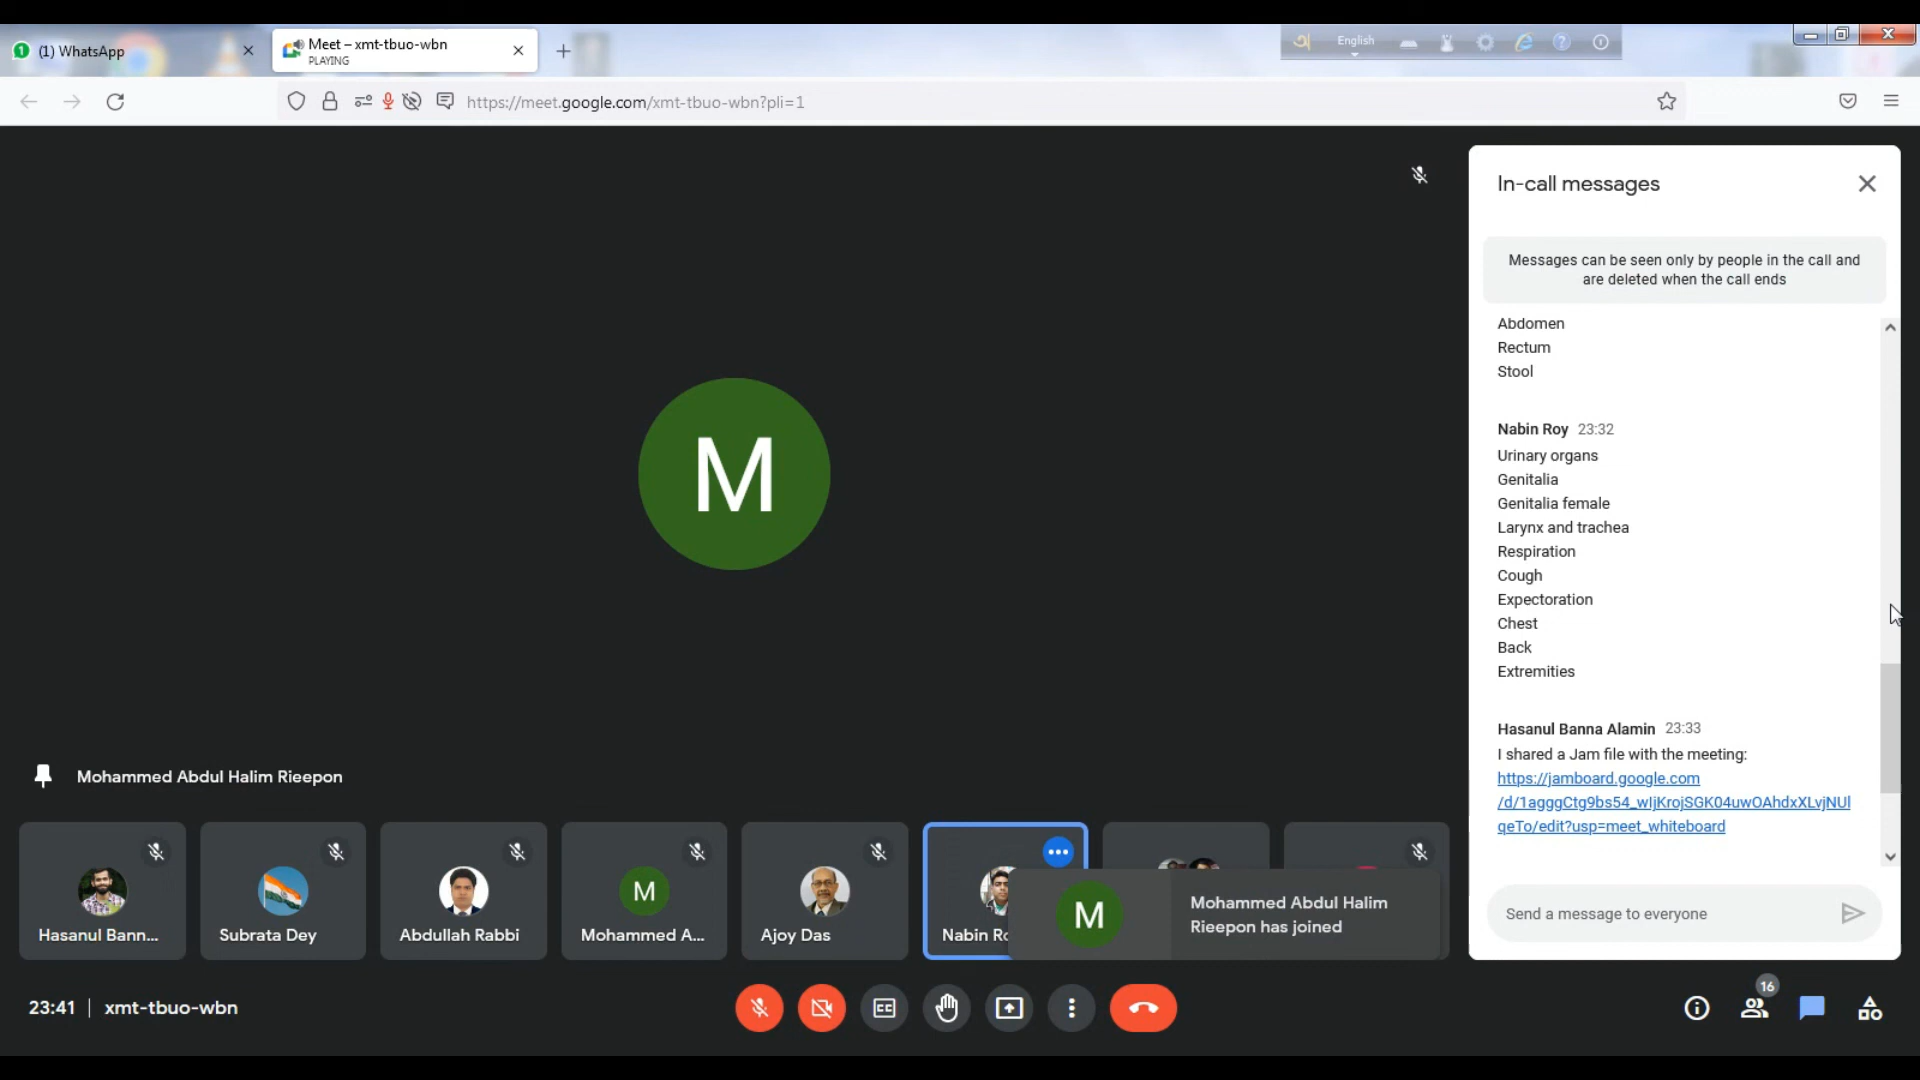 1
(1) WhatsApp
Meet – xmt-tbuo-wbn
PLAYING
English
https://meet.google.com/xmt-tbuo-wbn?pli=1
In-call messages
Messages can be seen only by people in the call and
are deleted when the call ends
Abdomen
Rectum
Stool
Nabin Roy 23:32
Urinary organs
Genitalia
Genitalia female
Larynx and trachea
Respiration
Cough
Expectoration
Chest
Back
Extremities
Hasanul Banna Alamin 23:33
I shared a Jam file with the meeting:
https://jamboard.google.com
/d/1agggCtg9bs54_wIjKrojSGK04uwOAhdxXLvjNUl
qeTo/edit?usp=meet_whiteboard
Send a message to everyone
M
Mohammed Abdul Halim Rieepon
Hasanul Bann...
Subrata Dey
Abdullah Rabbi
M
Mohammed A...
Ajoy Das
Nabin Ro
M
Mohammed Abdul Halim
Rieepon has joined
23:41 | xmt-tbuo-wbn
CC
16